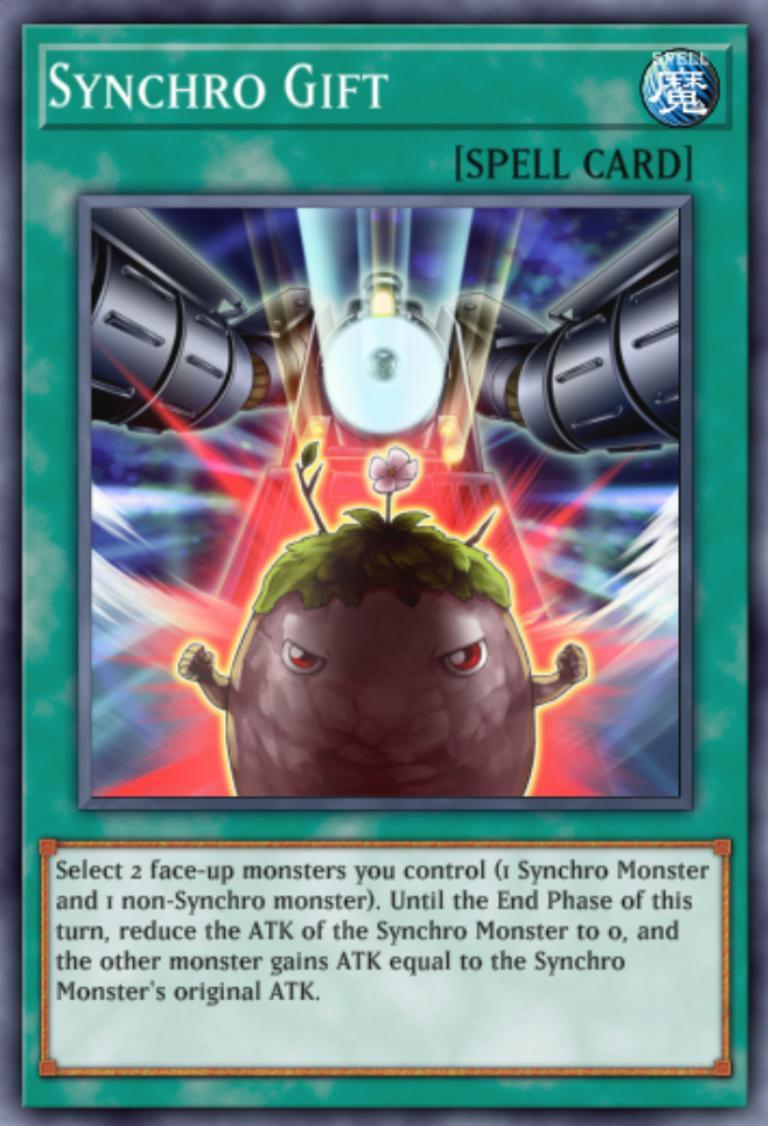 Synchro Gift
SPELL
魔
[SPELL CARD]
Select 2 face-up monsters you control (1 Synchro Monster
and 1 non-Synchro monster). Until the End Phase of this
turn, reduce the ATK of the Synchro Monster to 0, and
the other monster gains ATK equal to the Synchro
Monster's original ATK.